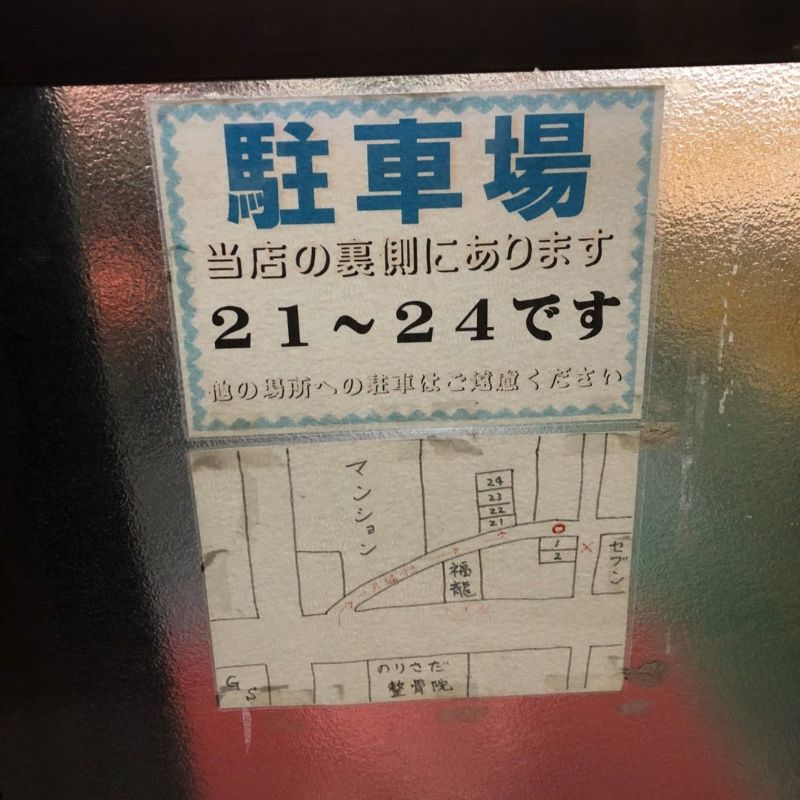 駐車場
当店の裏側にあります
21〜24です
他の場所への駐車はご遠慮ください
マンション
24
23
22
21
1
2
セブン
福龍
のりさだ
整骨院
GS